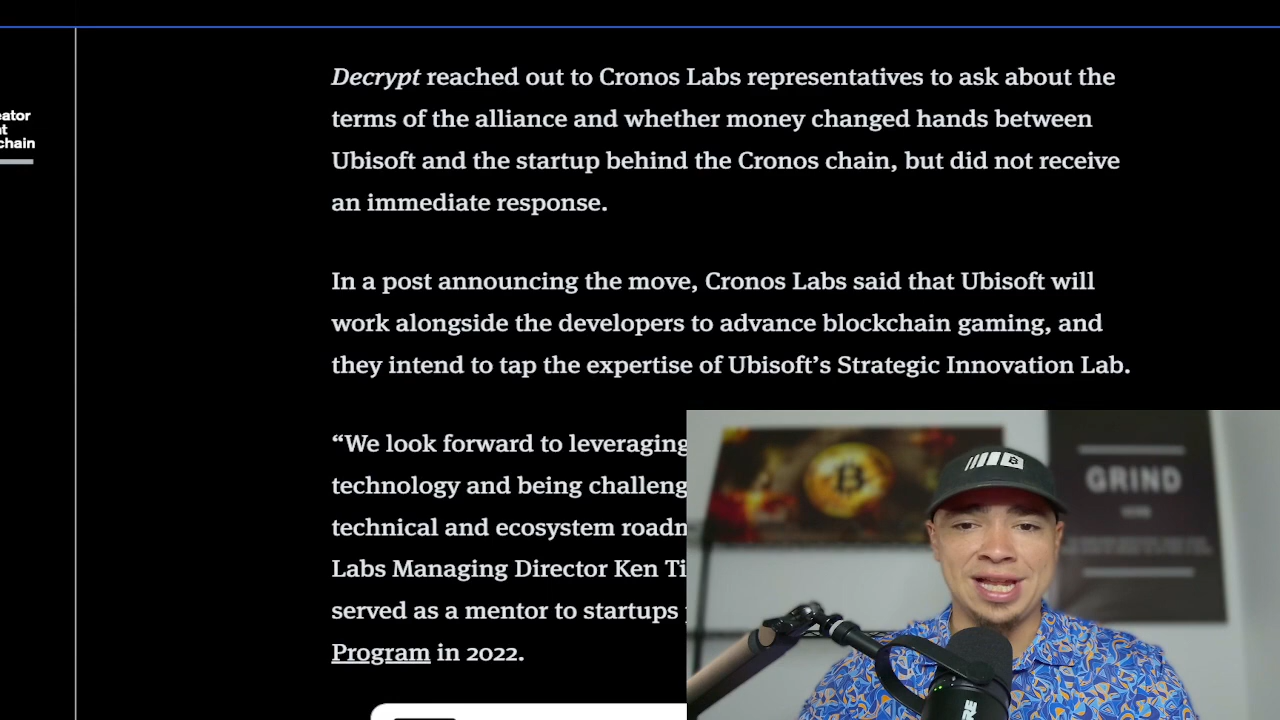 eator
nt
chain
Decrypt reached out to Cronos Labs representatives to ask about the
terms of the alliance and whether money changed hands between
Ubisoft and the startup behind the Cronos chain, but did not receive
an immediate response.
In a post announcing the move, Cronos Labs said that Ubisoft will
work alongside the developers to advance blockchain gaming, and
they intend to tap the expertise of Ubisoft’s Strategic Innovation Lab.
“We look forward to leveraging
technology and being challeng
technical and ecosystem roadm
Labs Managing Director Ken Ti
served as a mentor to startups
Program in 2022.
GRIND